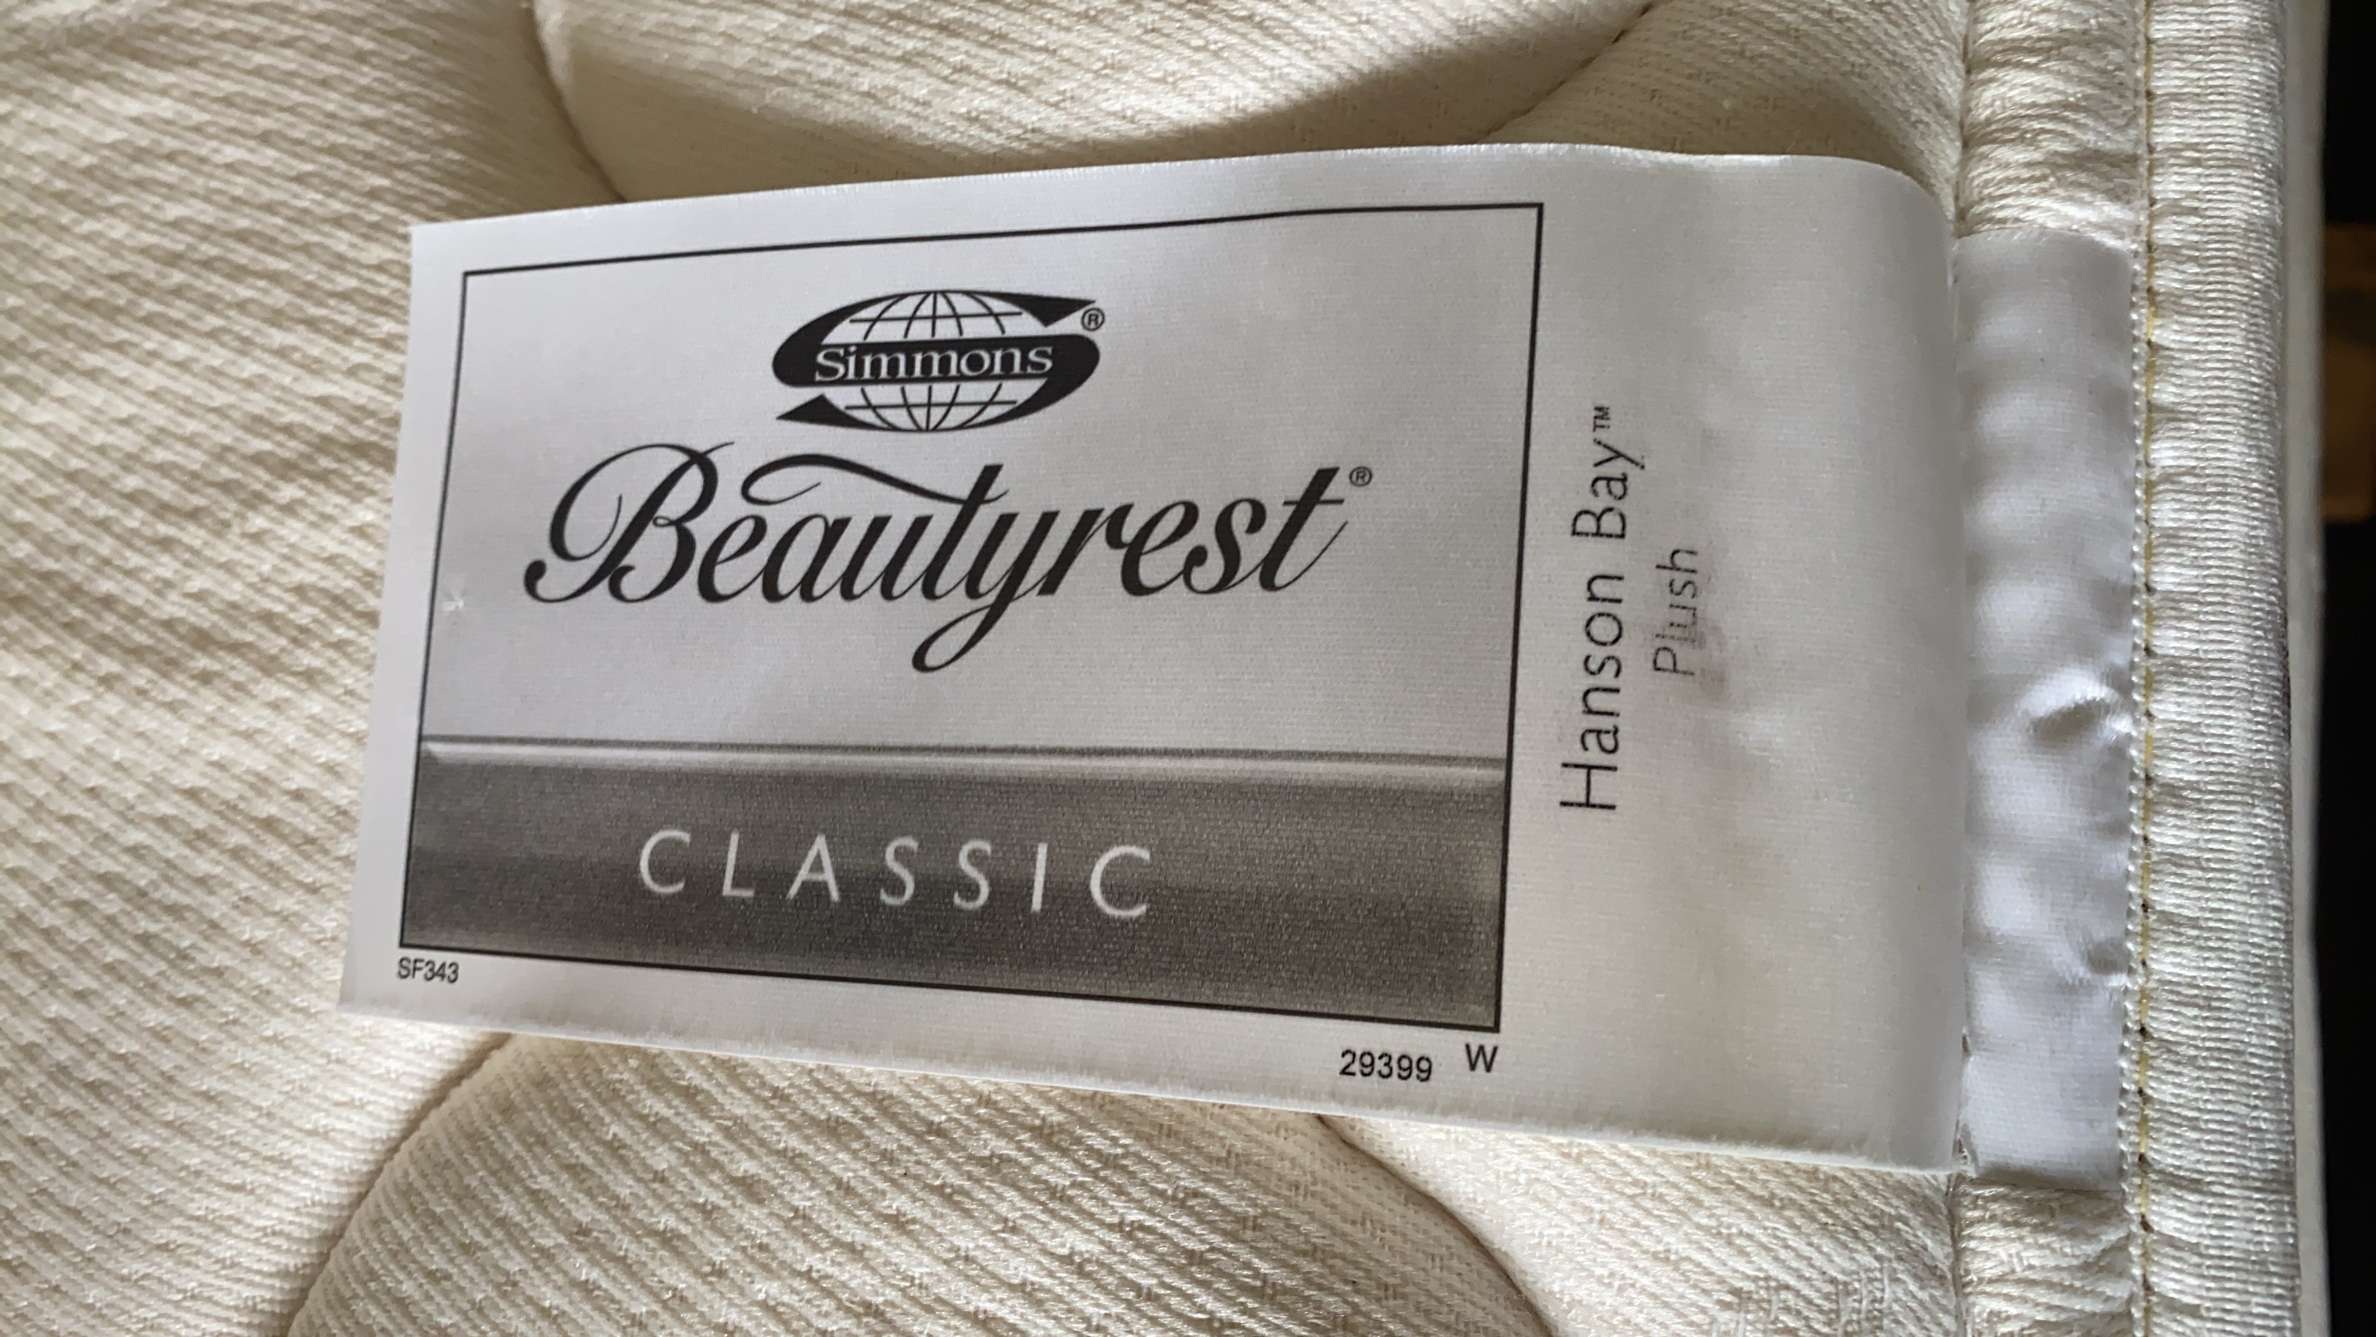 Simmons®
Beautyrest®
CLASSIC
SF343
29399 W
Hanson Bay™
Plush